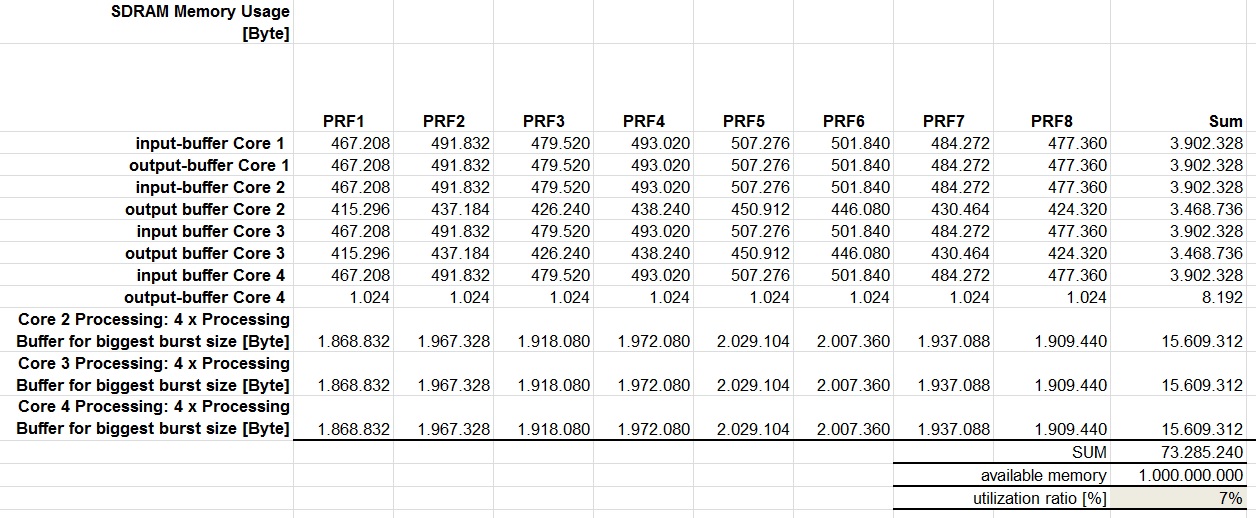 SDRAM Memory Usage
[Byte]
PRF1 PRF2 PRF3 PRF4 PRF5 PRF6 PRF7 PRF8 Sum
input-buffer Core 1 467.208 491.832 479.520 493.020 507.276 501.840 484.272 477.360 3.902.328
output-buffer Core 1 467.208 491.832 479.520 493.020 507.276 501.840 484.272 477.360 3.902.328
input-buffer Core 2 467.208 491.832 479.520 493.020 507.276 501.840 484.272 477.360 3.902.328
output buffer Core 2 415.296 437.184 426.240 438.240 450.912 446.080 430.464 424.320 3.468.736
input buffer Core 3 467.208 491.832 479.520 493.020 507.276 501.840 484.272 477.360 3.902.328
output buffer Core 3 415.296 437.184 426.240 438.240 450.912 446.080 430.464 424.320 3.468.736
input buffer Core 4 467.208 491.832 479.520 493.020 507.276 501.840 484.272 477.360 3.902.328
output-buffer Core 4 1.024 1.024 1.024 1.024 1.024 1.024 1.024 1.024 8.192
Core 2 Processing: 4 x Processing
Buffer for biggest burst size [Byte] 1.868.832 1.967.328 1.918.080 1.972.080 2.029.104 2.007.360 1.937.088 1.909.440 15.609.312
Core 3 Processing: 4 x Processing
Buffer for biggest burst size [Byte] 1.868.832 1.967.328 1.918.080 1.972.080 2.029.104 2.007.360 1.937.088 1.909.440 15.609.312
Core 4 Processing: 4 x Processing
Buffer for biggest burst size [Byte] 1.868.832 1.967.328 1.918.080 1.972.080 2.029.104 2.007.360 1.937.088 1.909.440 15.609.312
SUM 73.285.240
available memory 1.000.000.000
utilization ratio [%] 7%